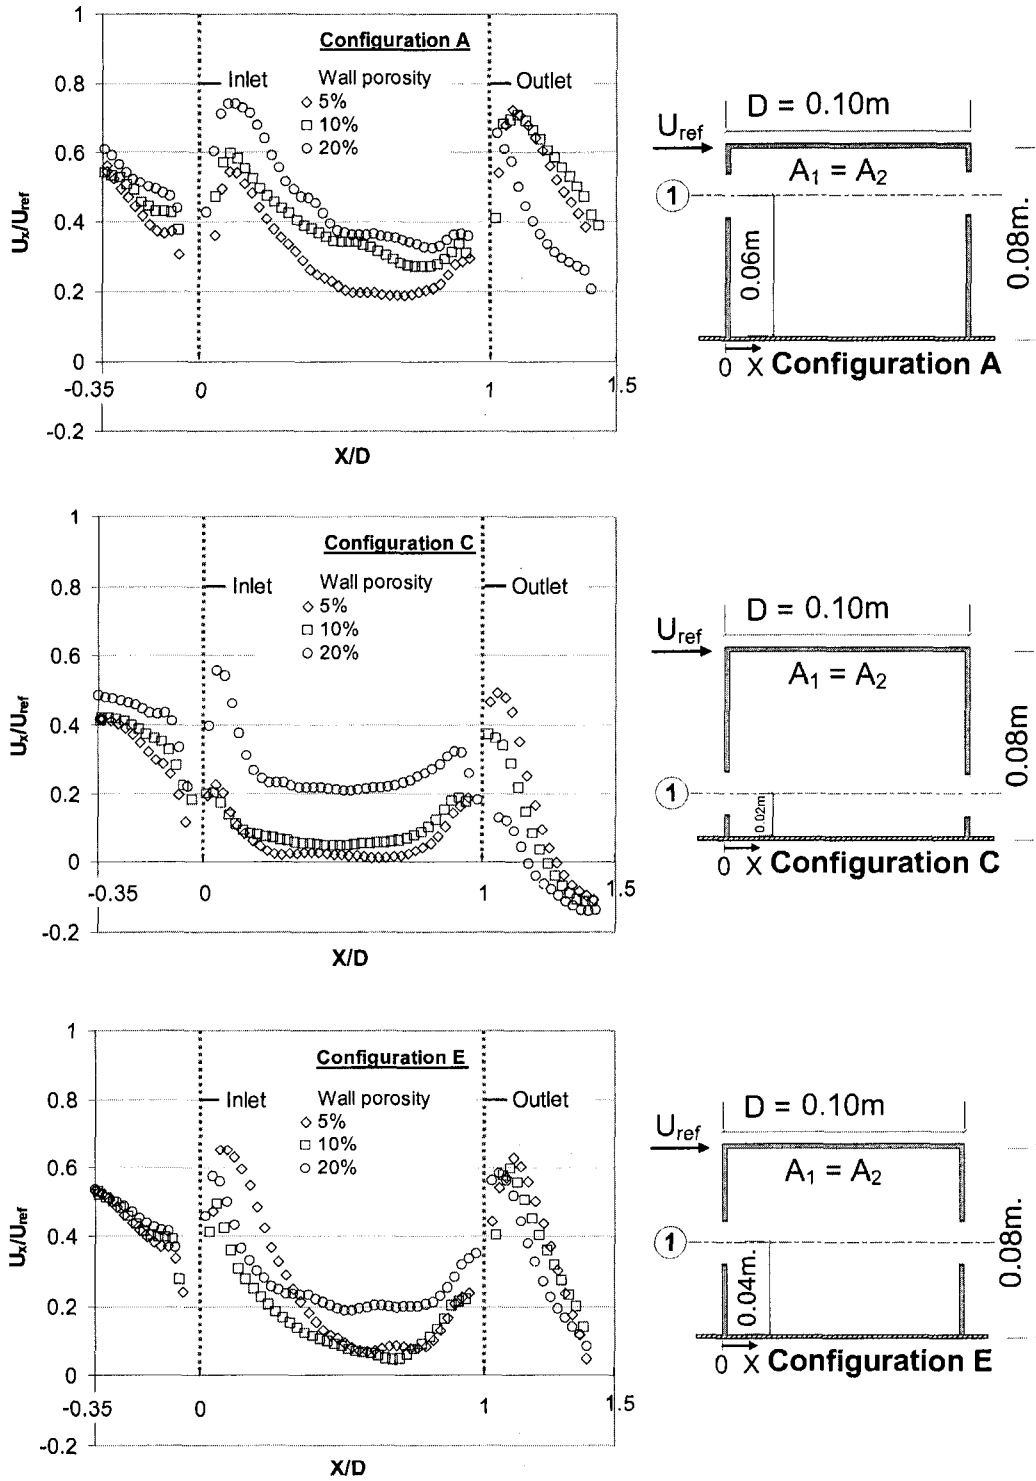 1
Configuration A
0.8
Inlet
Wall porosity
Outlet
5%
10%
0.6
20%
Ux/Uref
0.4
0.2
0
-0.35
0
1
1.5
-0.2
X/D
D = 0.10m
Uref
A1 = A2
1
0.06m
0.08m.
0 X Configuration A
1
Configuration C
0.8
Inlet
Wall porosity
Outlet
5%
10%
0.6
20%
Ux/Uref
0.4
0.2
0
-0.35
0
1
1.5
-0.2
X/D
D = 0.10m
Uref
A1 = A2
1
0.02m
0.08m
0 X Configuration C
1
Configuration E
0.8
Inlet
Wall porosity
Outlet
5%
10%
0.6
20%
Ux/Uref
0.4
0.2
0
-0.35
0
1
1.5
-0.2
X/D
D = 0.10m
Uref
A1 = A2
1
0.04m.
0.08m.
0 X Configuration E